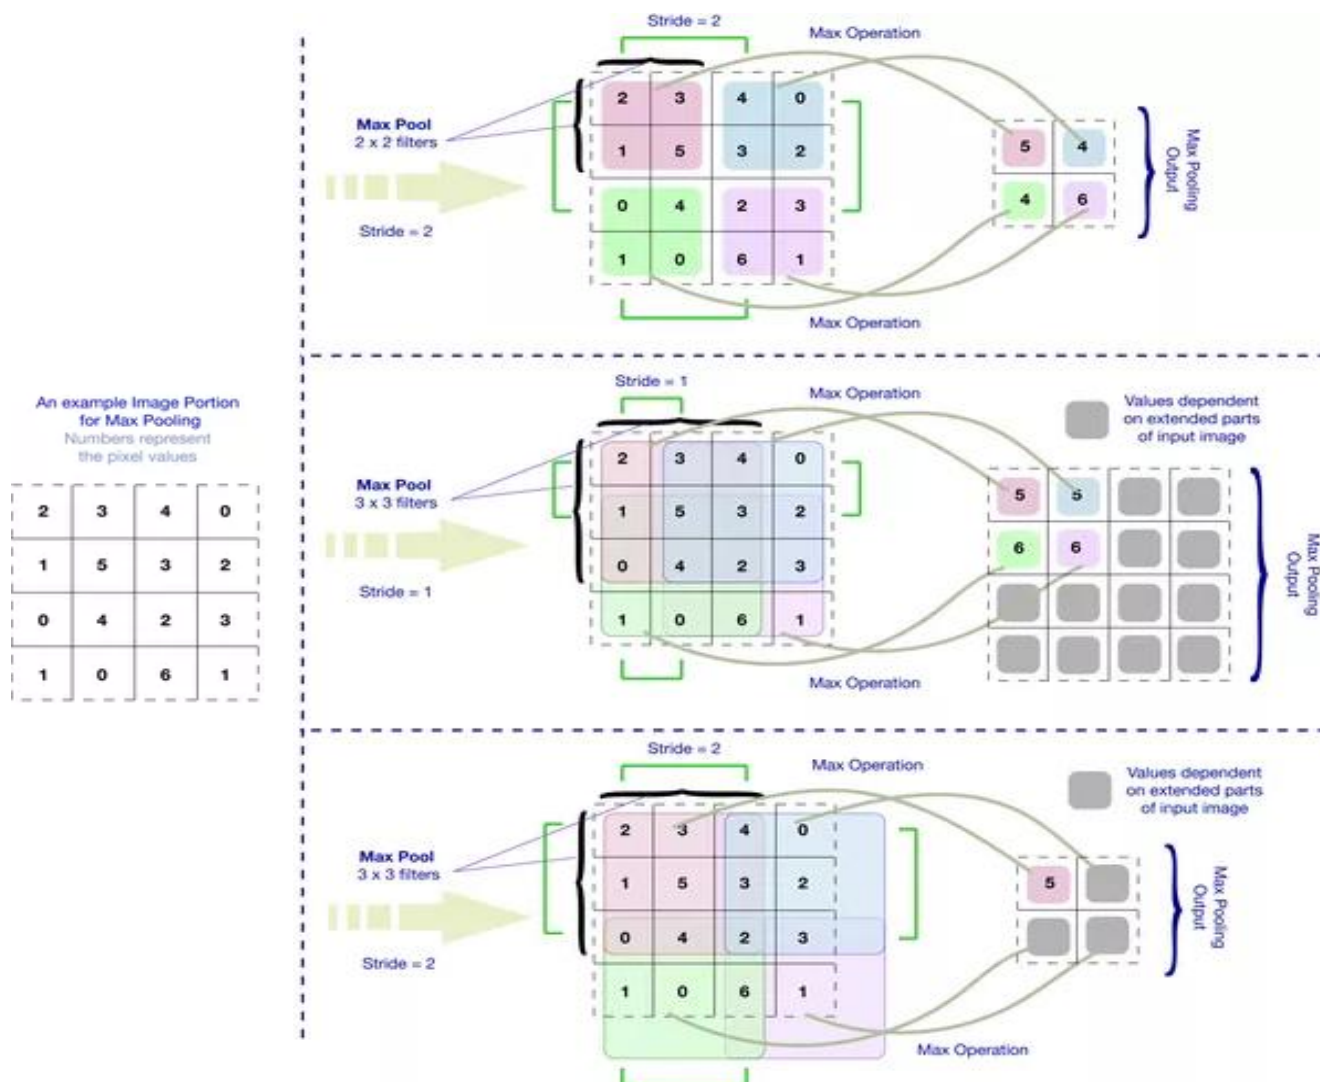 An example Image Portion
for Max Pooling
Numbers represent
the pixel values
2 3 4 0
1 5 3 2
0 4 2 3
1 0 6 1
Stride = 2
Max Operation
Max Pool
2 x 2 filters
Stride = 2
2 3 4 0
1 5 3 2
0 4 2 3
1 0 6 1
5 4
4 6
Max Pooling
Output
Max Operation
Stride = 1
Max Operation
Values dependent
on extended parts
of input image
Max Pool
3 x 3 filters
Stride = 1
2 3 4 0
1 5 3 2
0 4 2 3
1 0 6 1
5 5
6 6
Max Pooling
Output
Max Operation
Stride = 2
Max Operation
Values dependent
on extended parts
of input image
Max Pool
3 x 3 filters
Stride = 2
2 3 4 0
1 5 3 2
0 4 2 3
1 0 6 1
5
Max Pooling
Output
Max Operation